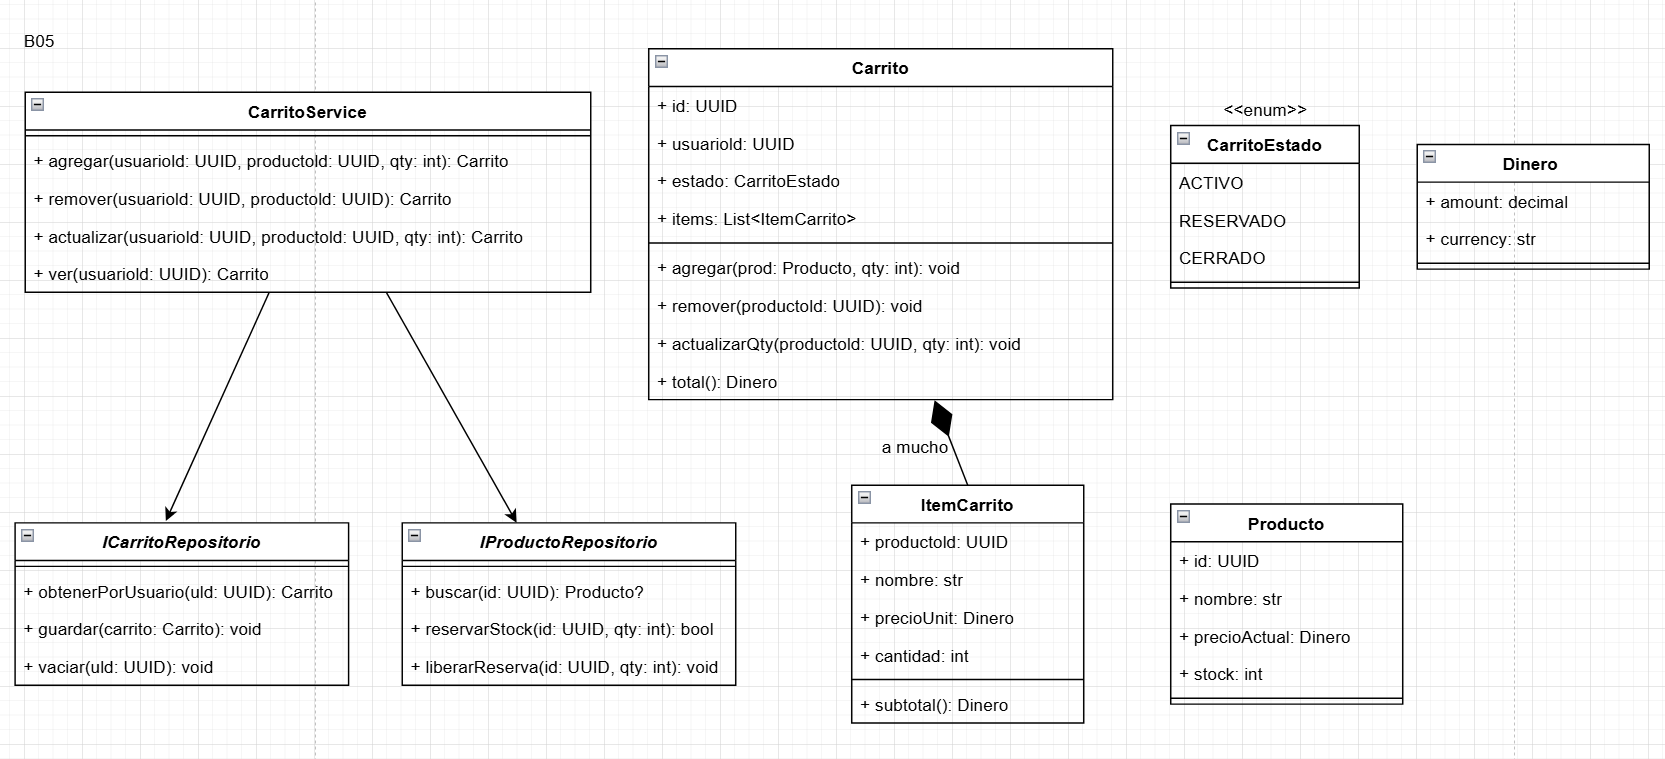 B05
CarritoService
+ agregar(usuarioId: UUID, productoId: UUID, qty: int): Carrito
+ remover(usuarioId: UUID, productoId: UUID): Carrito
+ actualizar(usuarioId: UUID, productoId: UUID, qty: int): Carrito
+ ver(usuarioId: UUID): Carrito
Carrito
+ id: UUID
+ usuarioId: UUID
+ estado: CarritoEstado
+ items: List<ItemCarrito>
+ agregar(prod: Producto, qty: int): void
+ remover(productoId: UUID): void
+ actualizarQty(productoId: UUID, qty: int): void
+ total(): Dinero
<<enum>>
CarritoEstado
ACTIVO
RESERVADO
CERRADO
Dinero
+ amount: decimal
+ currency: str
a mucho
ICarritoRepositorio
+ obtenerPorUsuario(uId: UUID): Carrito
+ guardar(carrito: Carrito): void
+ vaciar(uId: UUID): void
IProductoRepositorio
+ buscar(id: UUID): Producto?
+ reservarStock(id: UUID, qty: int): bool
+ liberarReserva(id: UUID, qty: int): void
ItemCarrito
+ productoId: UUID
+ nombre: str
+ precioUnit: Dinero
+ cantidad: int
+ subtotal(): Dinero
Producto
+ id: UUID
+ nombre: str
+ precioActual: Dinero
+ stock: int